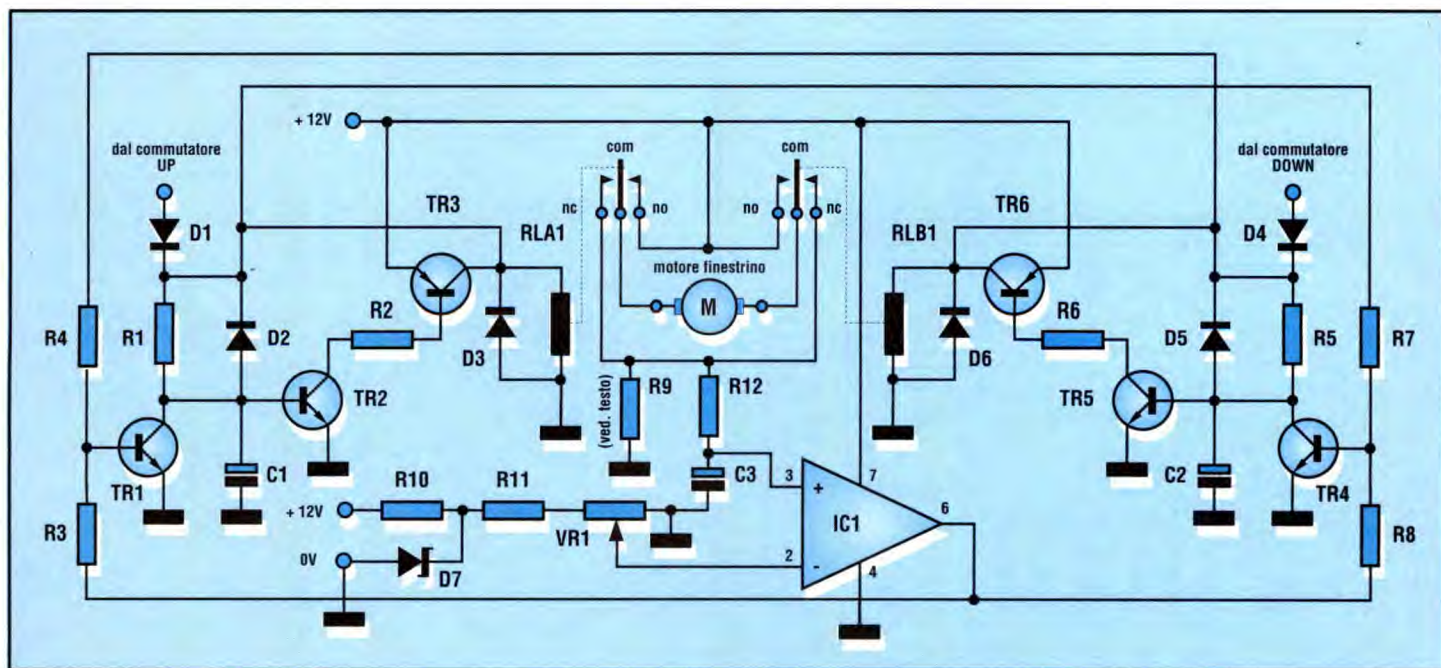 + 12V
dal commutatore
UP
D1
R4
R1
D2
TR1
R3
C1
TR2
R2
TR3
D3
RLA1
com
com
nc
no
no
nc
motore finestrino
M
R9
(ved. testo)
R12
C3
RLB1
D6
TR6
R6
TR5
dal commutatore
DOWN
D4
D5
R5
R7
C2
TR4
R8
+ 12V
R10
R11
VR1
0V
D7
3
+
2
-
IC1
7
6
4